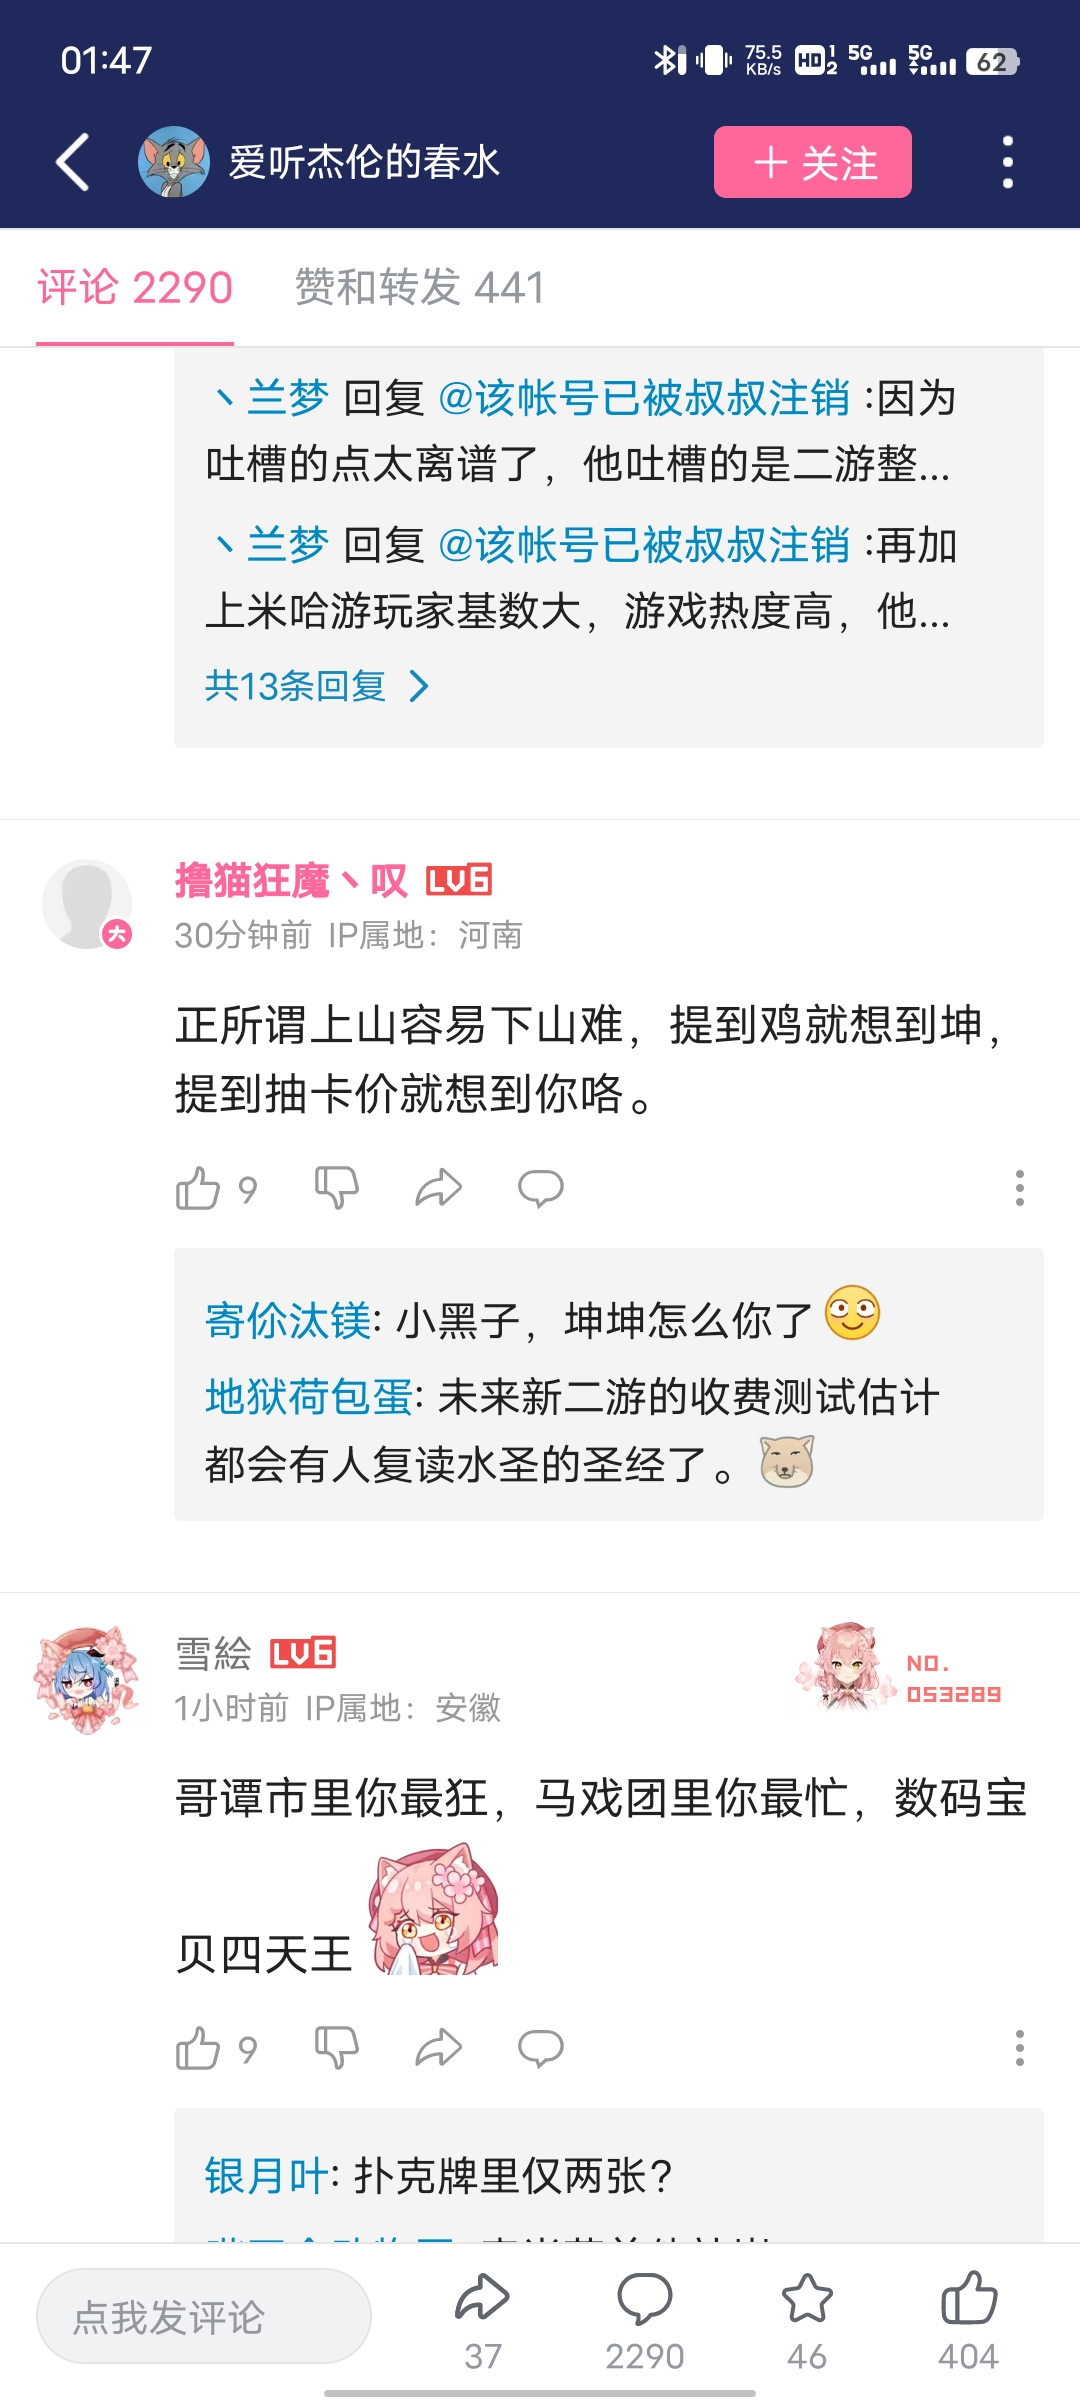 01:47
75.5 KB/s
HD 1 2
5G
5G
62
爱听杰伦的春水
+ 关注
评论 2290
赞和转发 441
丶兰梦 回复 @该帐号已被叔叔注销 :因为
吐槽的点太离谱了，他吐槽的是二游整...
丶兰梦 回复 @该帐号已被叔叔注销 :再加
上米哈游玩家基数大，游戏热度高，他...
共13条回复
撸猫狂魔丶叹 LV6
大
30分钟前 IP属地：河南
正所谓上山容易下山难，提到鸡就想到坤，
提到抽卡价就想到你咯。
9
寄你汰镁: 小黑子，坤坤怎么你了
地狱荷包蛋: 未来新二游的收费测试估计
都会有人复读水圣的圣经了。
雪絵 LV6
NO.
053289
1小时前 IP属地：安徽
哥谭市里你最狂，马戏团里你最忙，数码宝
贝四天王
9
银月叶: 扑克牌里仅两张?
点我发评论
37
2290
46
404